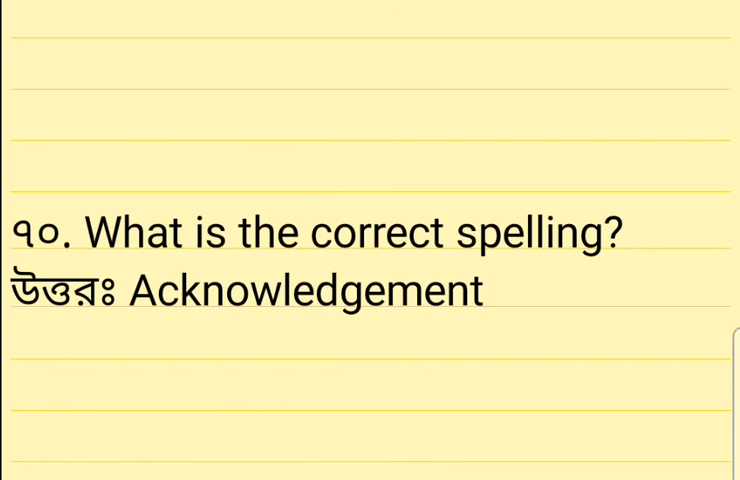 ৭০. What is the correct spelling?
উত্তরঃ Acknowledgement